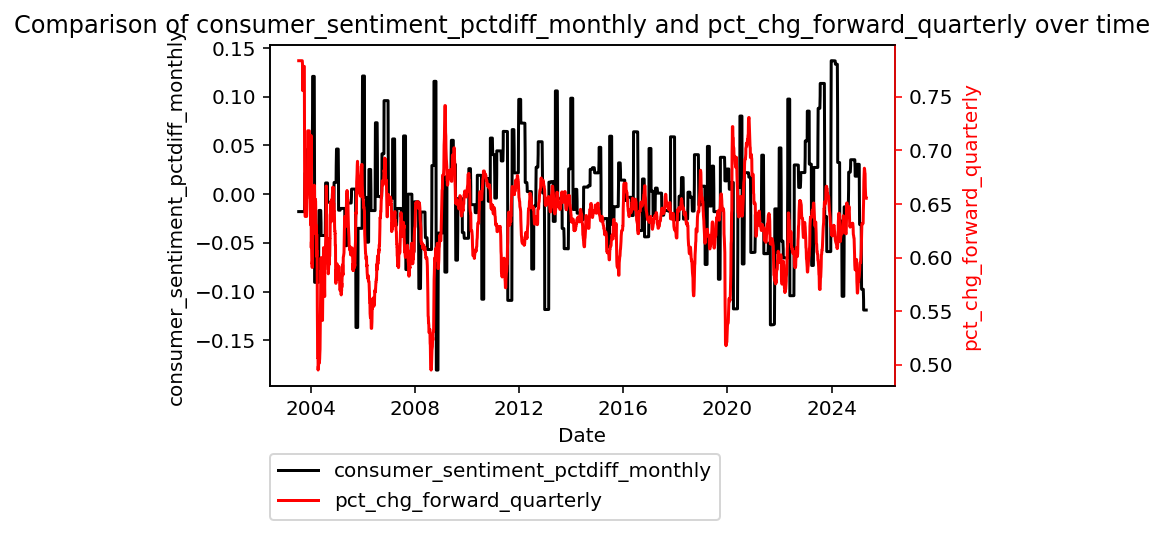 Comparison of consumer_sentiment_pctdiff_monthly and pct_chg_forward_quarterly over time
consumer_sentiment_pctdiff_monthly
0.15
0.10
0.05
0.00
−0.05
−0.10
−0.15
0.75
0.70
0.65
0.60
0.55
0.50
pct_chg_forward_quarterly
2004 2008 2012 2016 2020 2024
Date
consumer_sentiment_pctdiff_monthly
pct_chg_forward_quarterly